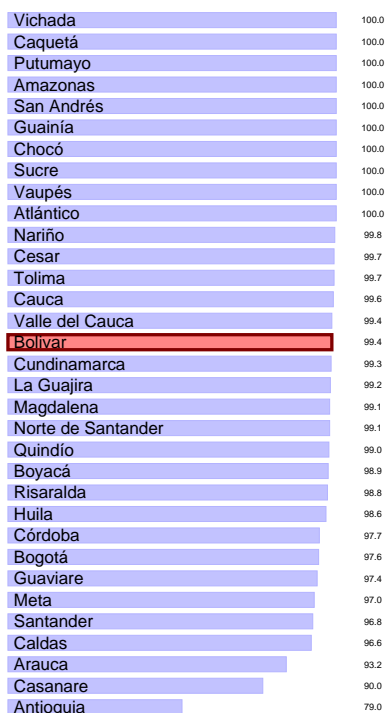 Vichada 100.0
Caquetá 100.0
Putumayo 100.0
Amazonas 100.0
San Andrés 100.0
Guainía 100.0
Chocó 100.0
Sucre 100.0
Vaupés 100.0
Atlántico 100.0
Nariño 99.8
Cesar 99.7
Tolima 99.7
Cauca 99.6
Valle del Cauca 99.4
Bolivar 99.4
Cundinamarca 99.3
La Guajira 99.2
Magdalena 99.1
Norte de Santander 99.1
Quindío 99.0
Boyacá 98.9
Risaralda 98.8
Huila 98.6
Córdoba 97.7
Bogotá 97.6
Guaviare 97.4
Meta 97.0
Santander 96.8
Caldas 96.6
Arauca 93.2
Casanare 90.0
Antioquia 79.0